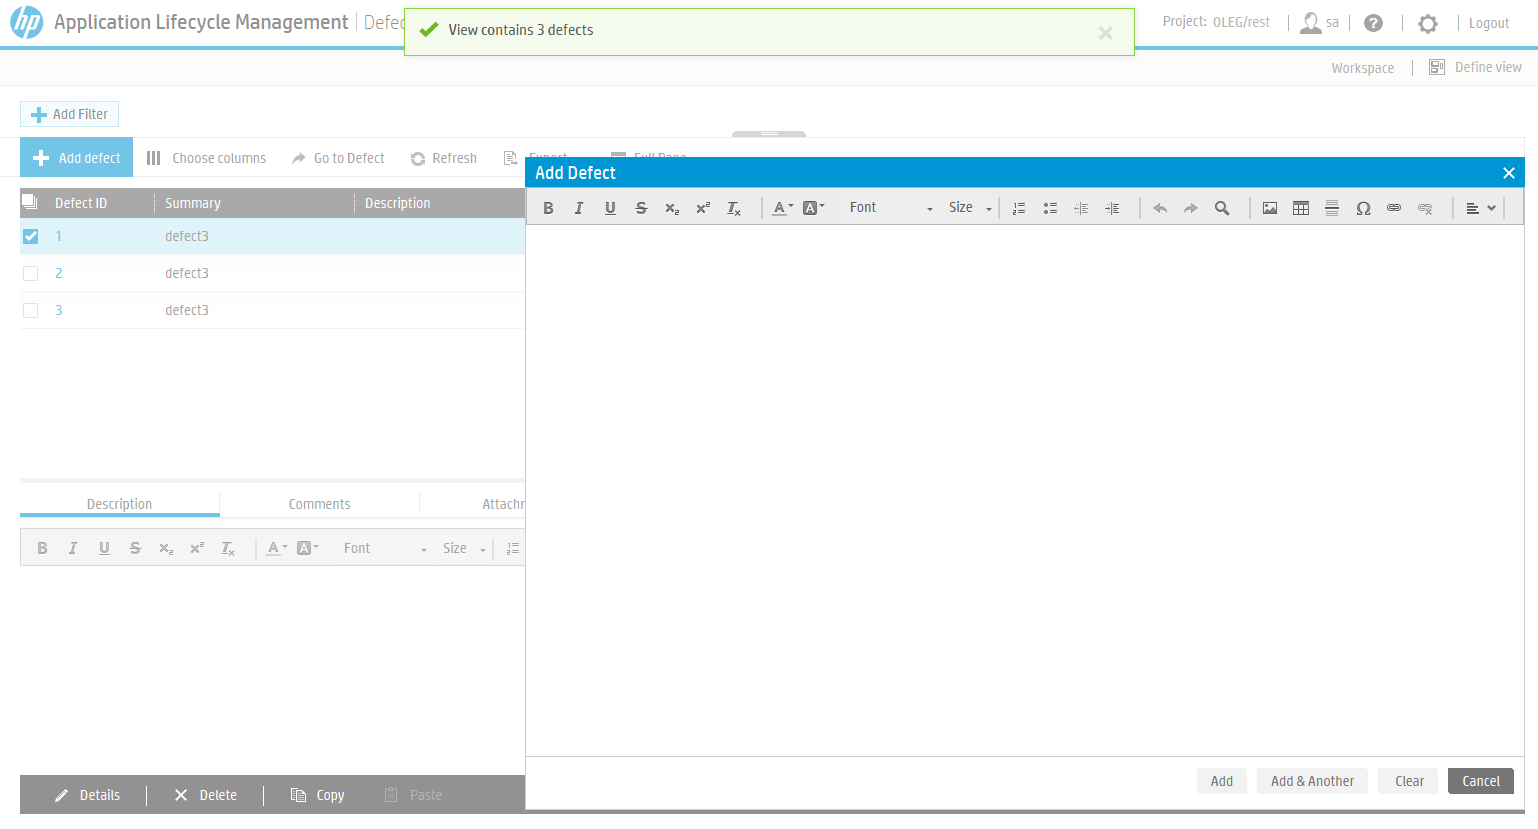 hp Application Lifecycle Management Defec
View contains 3 defects
Project: OLEG/rest sa ? Logout
Workspace Define view
Add Filter
Add defect Choose columns Go to Defect Refresh Export Full Page
Add Defect
Defect ID Summary Description
B I U S x₂ x² Tx A A Font Size Ω
1 defect3
2 defect3
3 defect3
Description Comments Attachr
B I U S x₂ x² Tx A A Font Size
Add Add & Another Clear Cancel
Details Delete Copy Paste